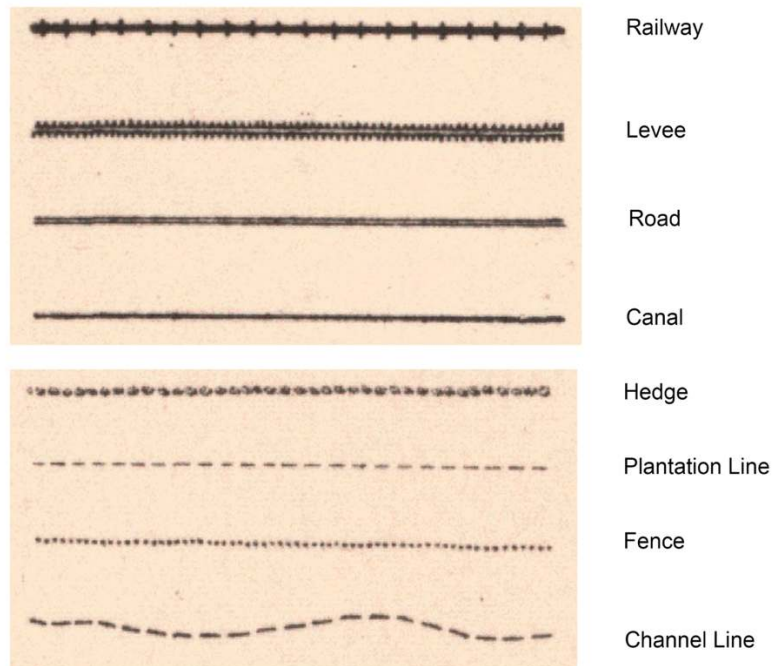 Railway
Levee
Road
Canal
Hedge
Plantation Line
Fence
Channel Line